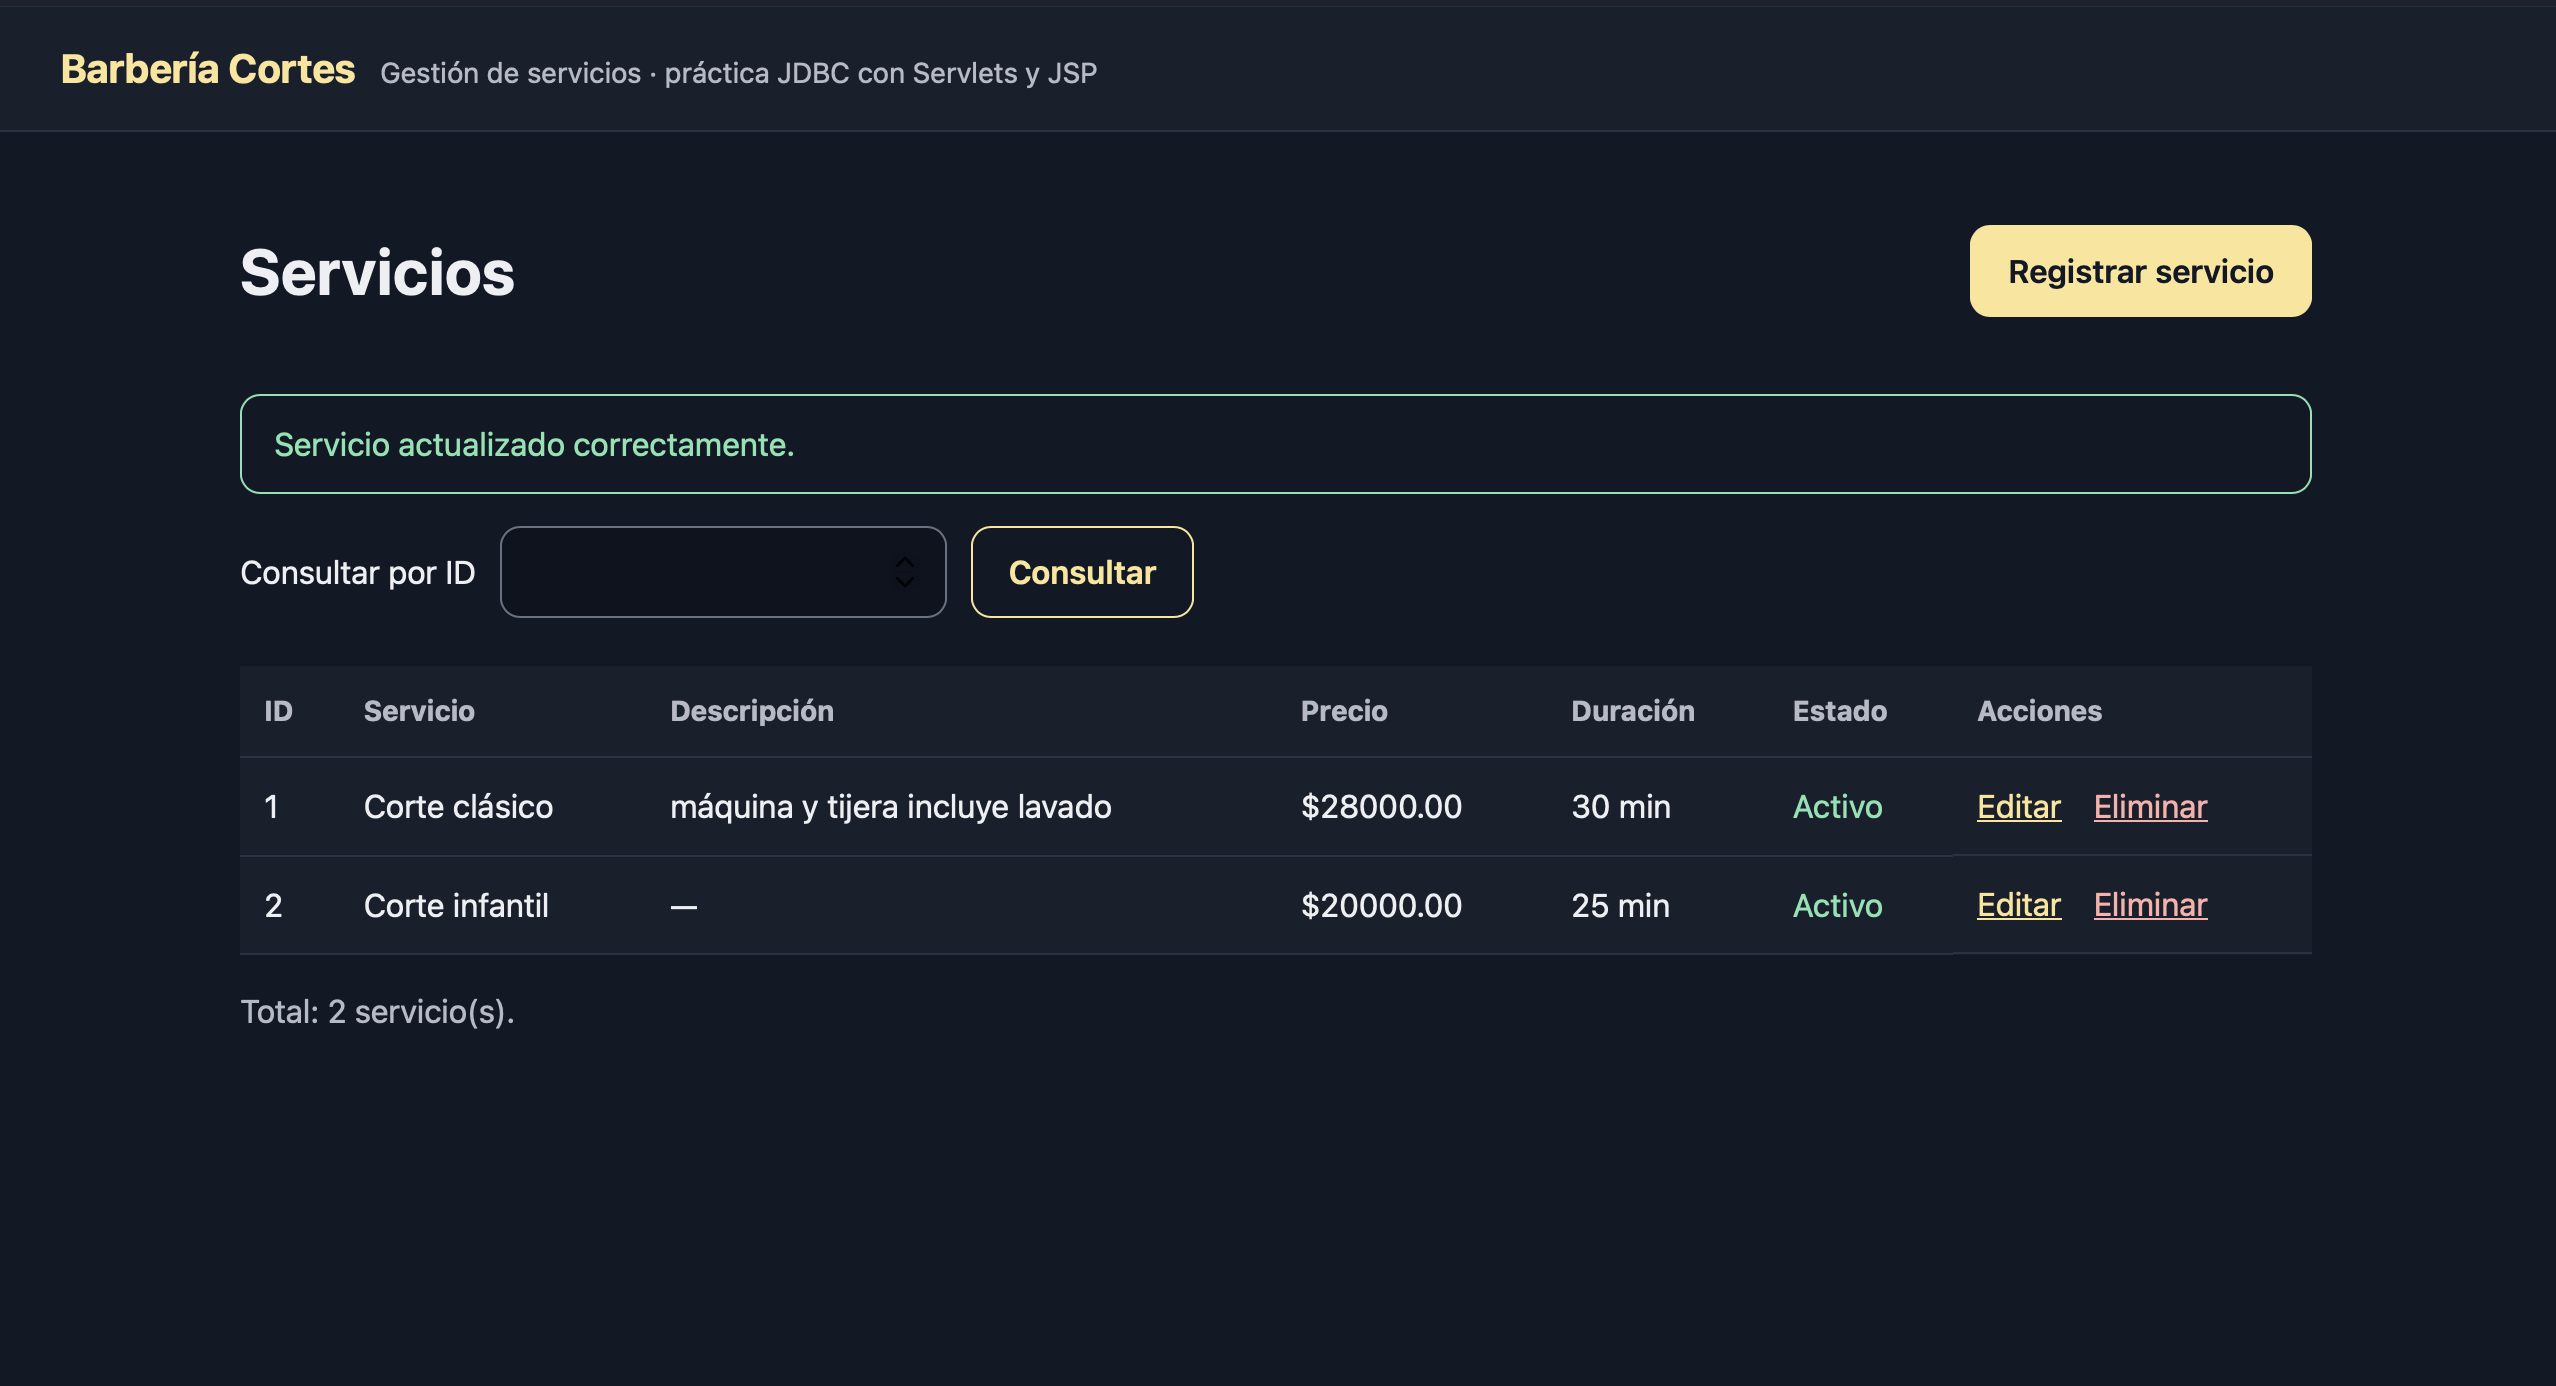 Barbería Cortes Gestión de servicios · práctica JDBC con Servlets y JSP
Servicios Registrar servicio
Servicio actualizado correctamente.
Consultar por ID Consultar
ID Servicio Descripción Precio Duración Estado Acciones
1 Corte clásico máquina y tijera incluye lavado $28000.00 30 min Activo Editar Eliminar
2 Corte infantil — $20000.00 25 min Activo Editar Eliminar
Total: 2 servicio(s).